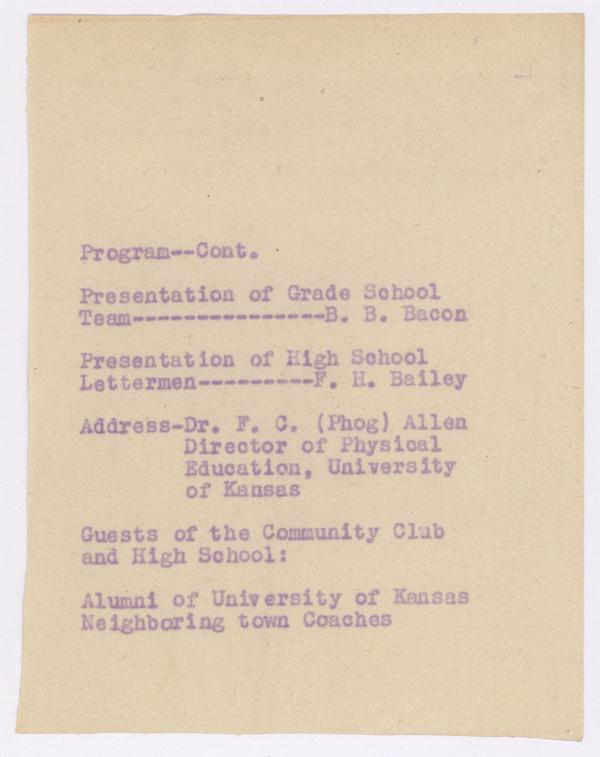 Program--Cont.
Presentation of Grade School
Team---------------B. B. Bacon
Presentation of High School
Lettermen---------F. H. Bailey
Address-Dr. F. C. (Phog) Allen
Director of Physical
Education, University
of Kansas
Guests of the Community Club
and High School:
Alumni of University of Kansas
Neighboring town Coaches